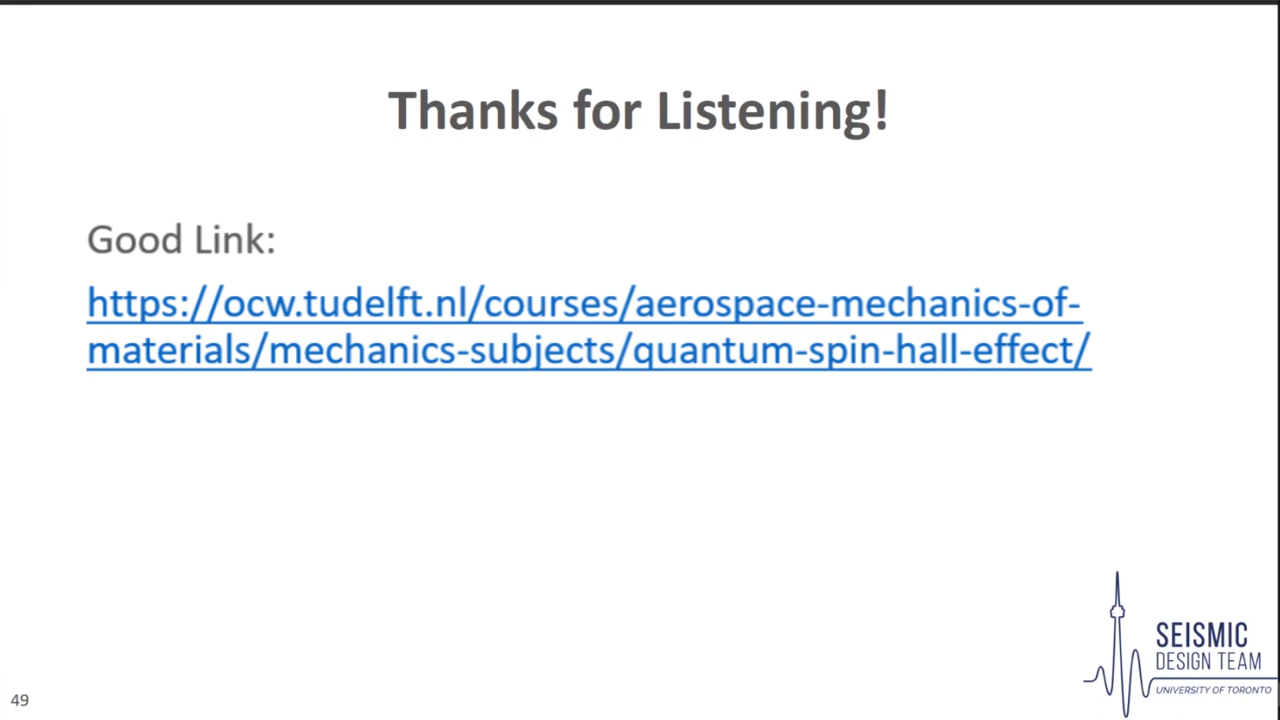 Thanks for Listening!
Good Link:
https://ocw.tudelft.nl/courses/aerospace-mechanics-of-
materials/mechanics-subjects/quantum-spin-hall-effect/
SEISMIC
DESIGN TEAM
UNIVERSITY OF TORONTO
49